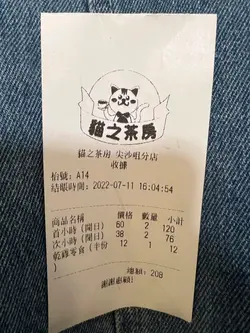 貓之茶房
貓之茶房 尖沙咀分店
收據
枱號: A14
結賬時間: 2022-07-11 16:04:54
商品名稱 價格 數量 小計
首小時(閑日) 60 2 120
次小時(閑日) 38 2 76
乾糧零食(半份 12 1 12
)
總額: 208
謝謝惠顧!